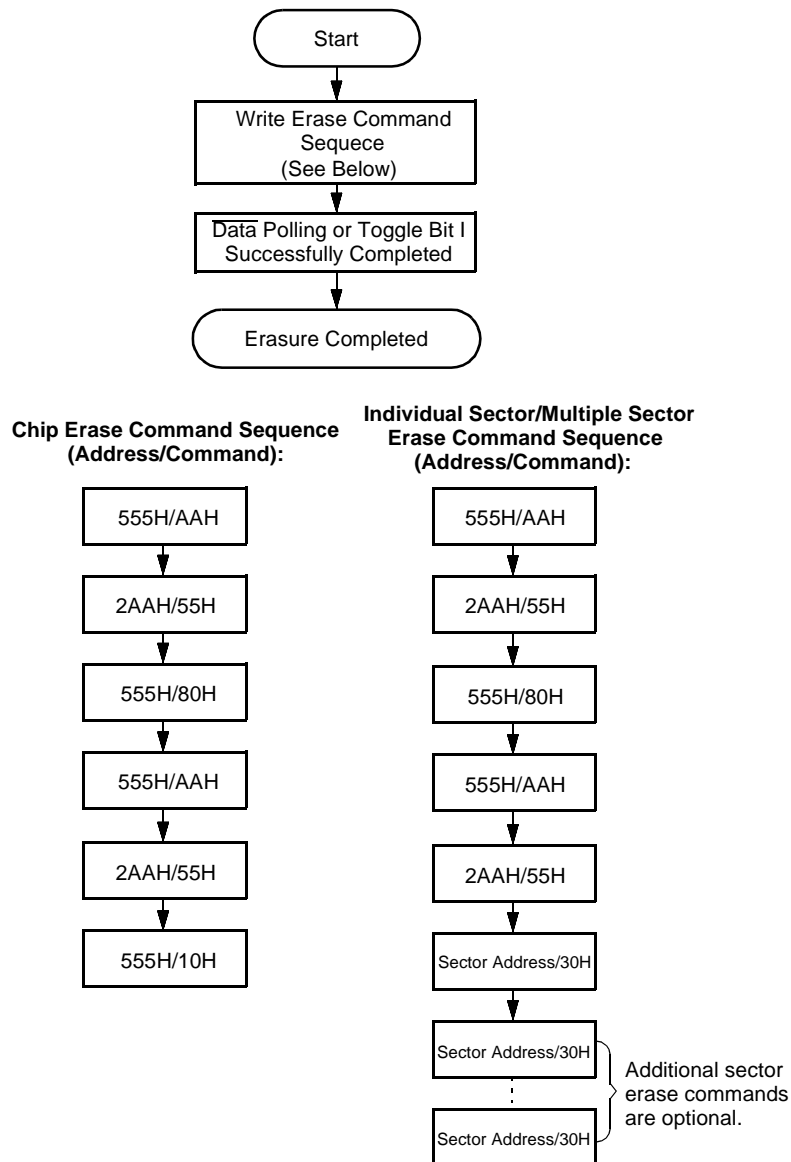 Start
Write Erase Command
Sequece
(See Below)
Data Polling or Toggle Bit I
Successfully Completed
Erasure Completed
Chip Erase Command Sequence
(Address/Command):
555H/AAH
2AAH/55H
555H/80H
555H/AAH
2AAH/55H
555H/10H
Individual Sector/Multiple Sector
Erase Command Sequence
(Address/Command):
555H/AAH
2AAH/55H
555H/80H
555H/AAH
2AAH/55H
Sector Address/30H
Sector Address/30H
Sector Address/30H
Additional sector
erase commands
are optional.